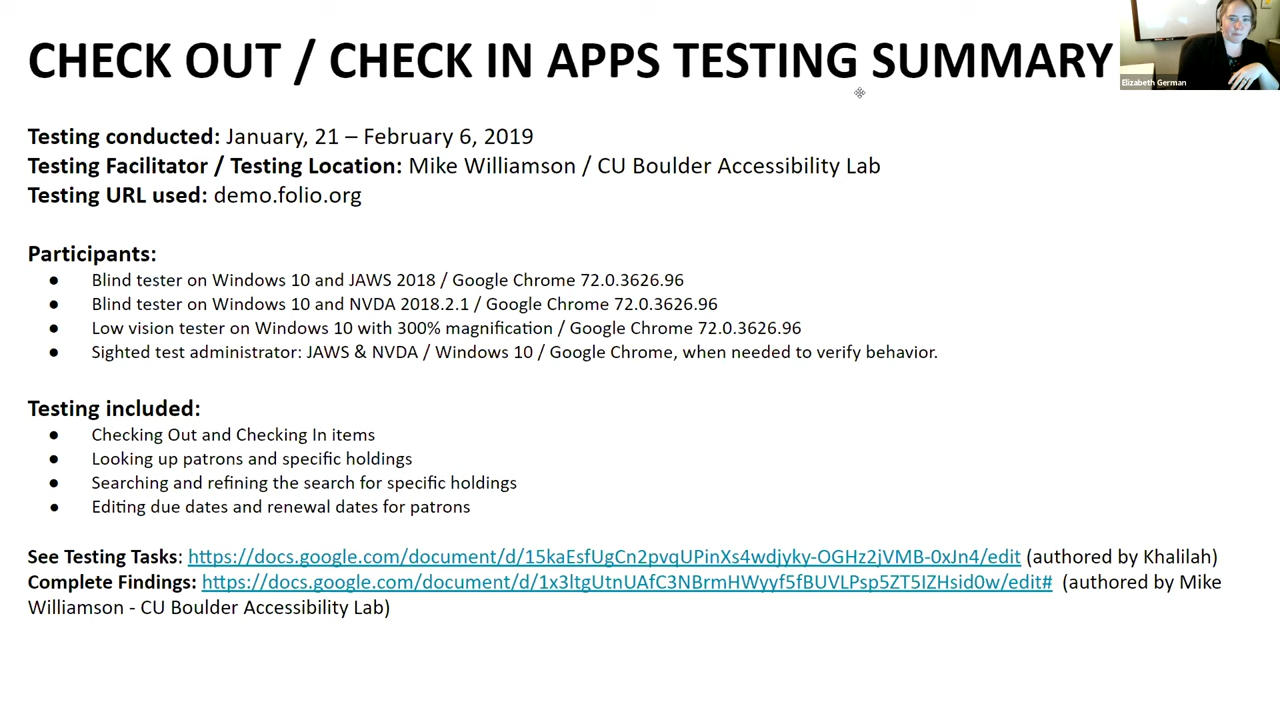 CHECK OUT / CHECK IN APPS TESTING SUMMARY
Elizabeth German
Testing conducted: January, 21 – February 6, 2019
Testing Facilitator / Testing Location: Mike Williamson / CU Boulder Accessibility Lab
Testing URL used: demo.folio.org
Participants:
● Blind tester on Windows 10 and JAWS 2018 / Google Chrome 72.0.3626.96
● Blind tester on Windows 10 and NVDA 2018.2.1 / Google Chrome 72.0.3626.96
● Low vision tester on Windows 10 with 300% magnification / Google Chrome 72.0.3626.96
● Sighted test administrator: JAWS & NVDA / Windows 10 / Google Chrome, when needed to verify behavior.
Testing included:
● Checking Out and Checking In items
● Looking up patrons and specific holdings
● Searching and refining the search for specific holdings
● Editing due dates and renewal dates for patrons
See Testing Tasks: https://docs.google.com/document/d/15kaEsfUgCn2pvqUPinXs4wdjyky-OGHz2jVMB-0xJn4/edit (authored by Khalilah)
Complete Findings: https://docs.google.com/document/d/1x3ltgUtnUAfC3NBrmHWyyf5fBUVLPsp5ZT5IZHsid0w/edit# (authored by Mike
Williamson - CU Boulder Accessibility Lab)